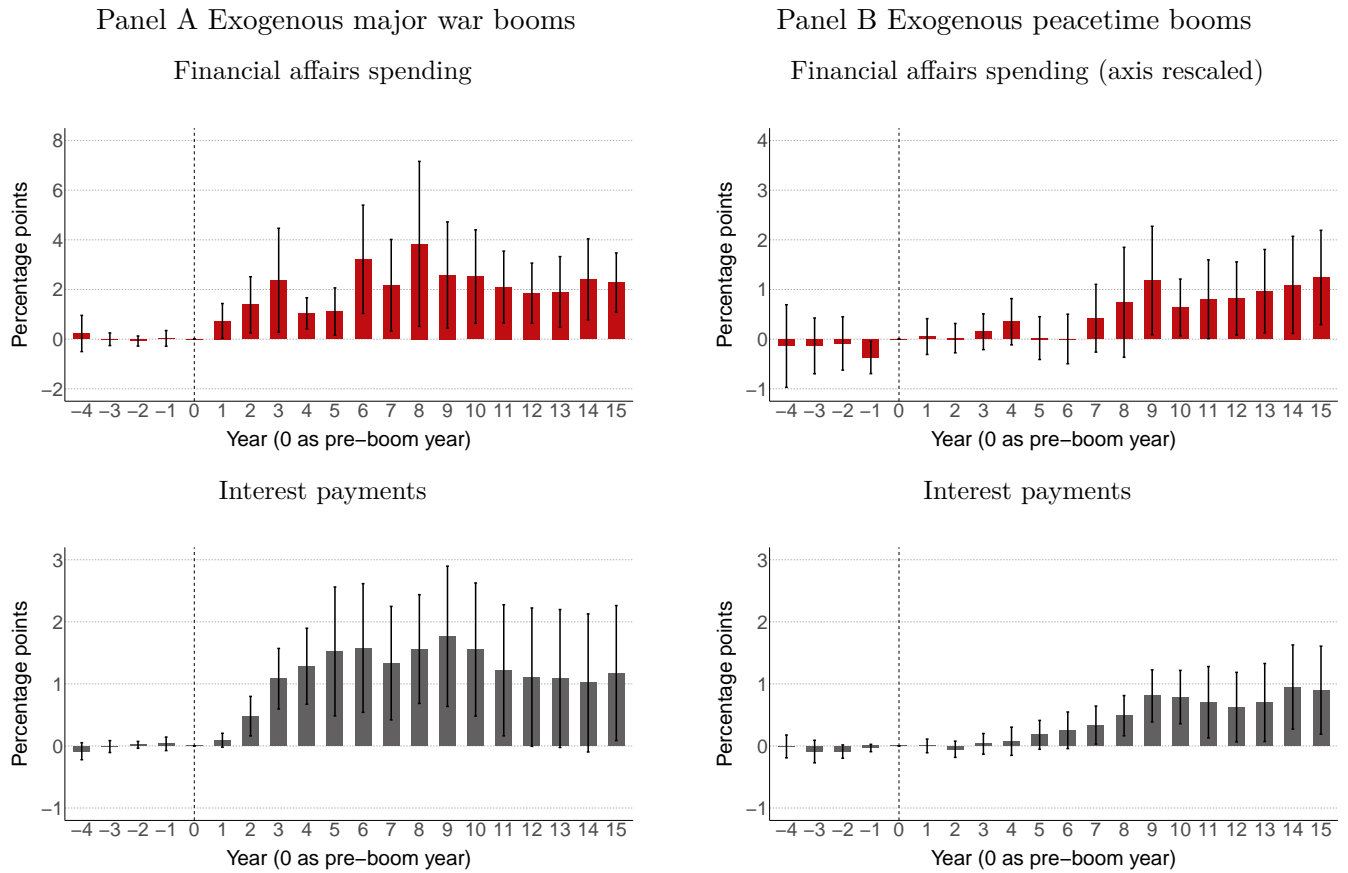 Panel A Exogenous major war booms
Financial affairs spending
Percentage points
8
6
4
2
0
−2
−4 −3 −2 −1 0 1 2 3 4 5 6 7 8 9 10 11 12 13 14 15
Year (0 as pre−boom year)
Interest payments
Percentage points
3
2
1
0
−1
−4 −3 −2 −1 0 1 2 3 4 5 6 7 8 9 10 11 12 13 14 15
Year (0 as pre−boom year)
Panel B Exogenous peacetime booms
Financial affairs spending (axis rescaled)
Percentage points
4
3
2
1
0
−1
−4 −3 −2 −1 0 1 2 3 4 5 6 7 8 9 10 11 12 13 14 15
Year (0 as pre−boom year)
Interest payments
Percentage points
3
2
1
0
−1
−4 −3 −2 −1 0 1 2 3 4 5 6 7 8 9 10 11 12 13 14 15
Year (0 as pre−boom year)